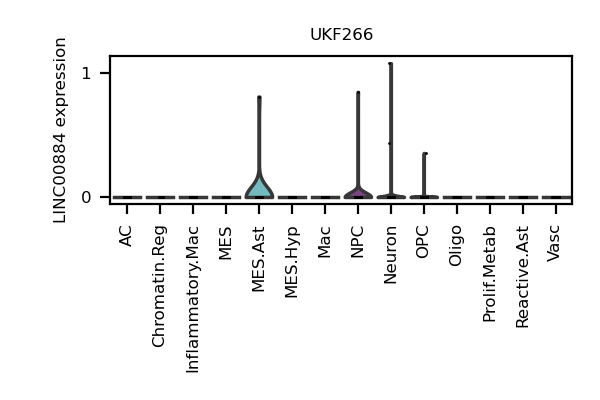 UKF266
LINC00884 expression
1
0
AC
Chromatin.Reg
Inflammatory.Mac
MES
MES.Ast
MES.Hyp
Mac
NPC
Neuron
OPC
Oligo
Prolif.Metab
Reactive.Ast
Vasc